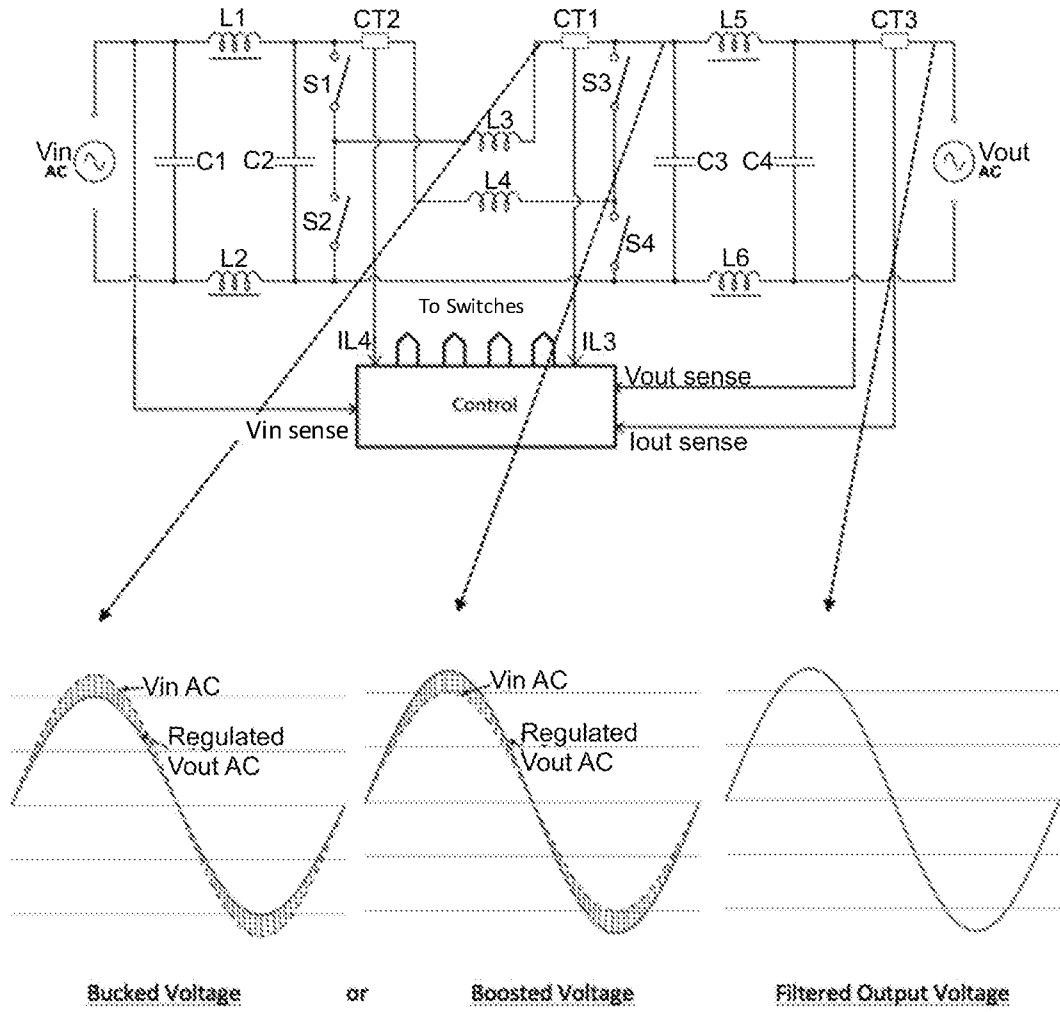 L1 CT2 CT1 L5 CT3
S1 S3
L3
Vin
AC
C1 C2 C3 C4 Vout
AC
L4
S2 S4
L2 L6
To Switches
IL4 IL3
Vout sense
Control
Vin sense Iout sense
Vin AC Vin AC
Regulated
Vout AC
Regulated
Vout AC
Bucked Voltage or Boosted Voltage Filtered Output Voltage